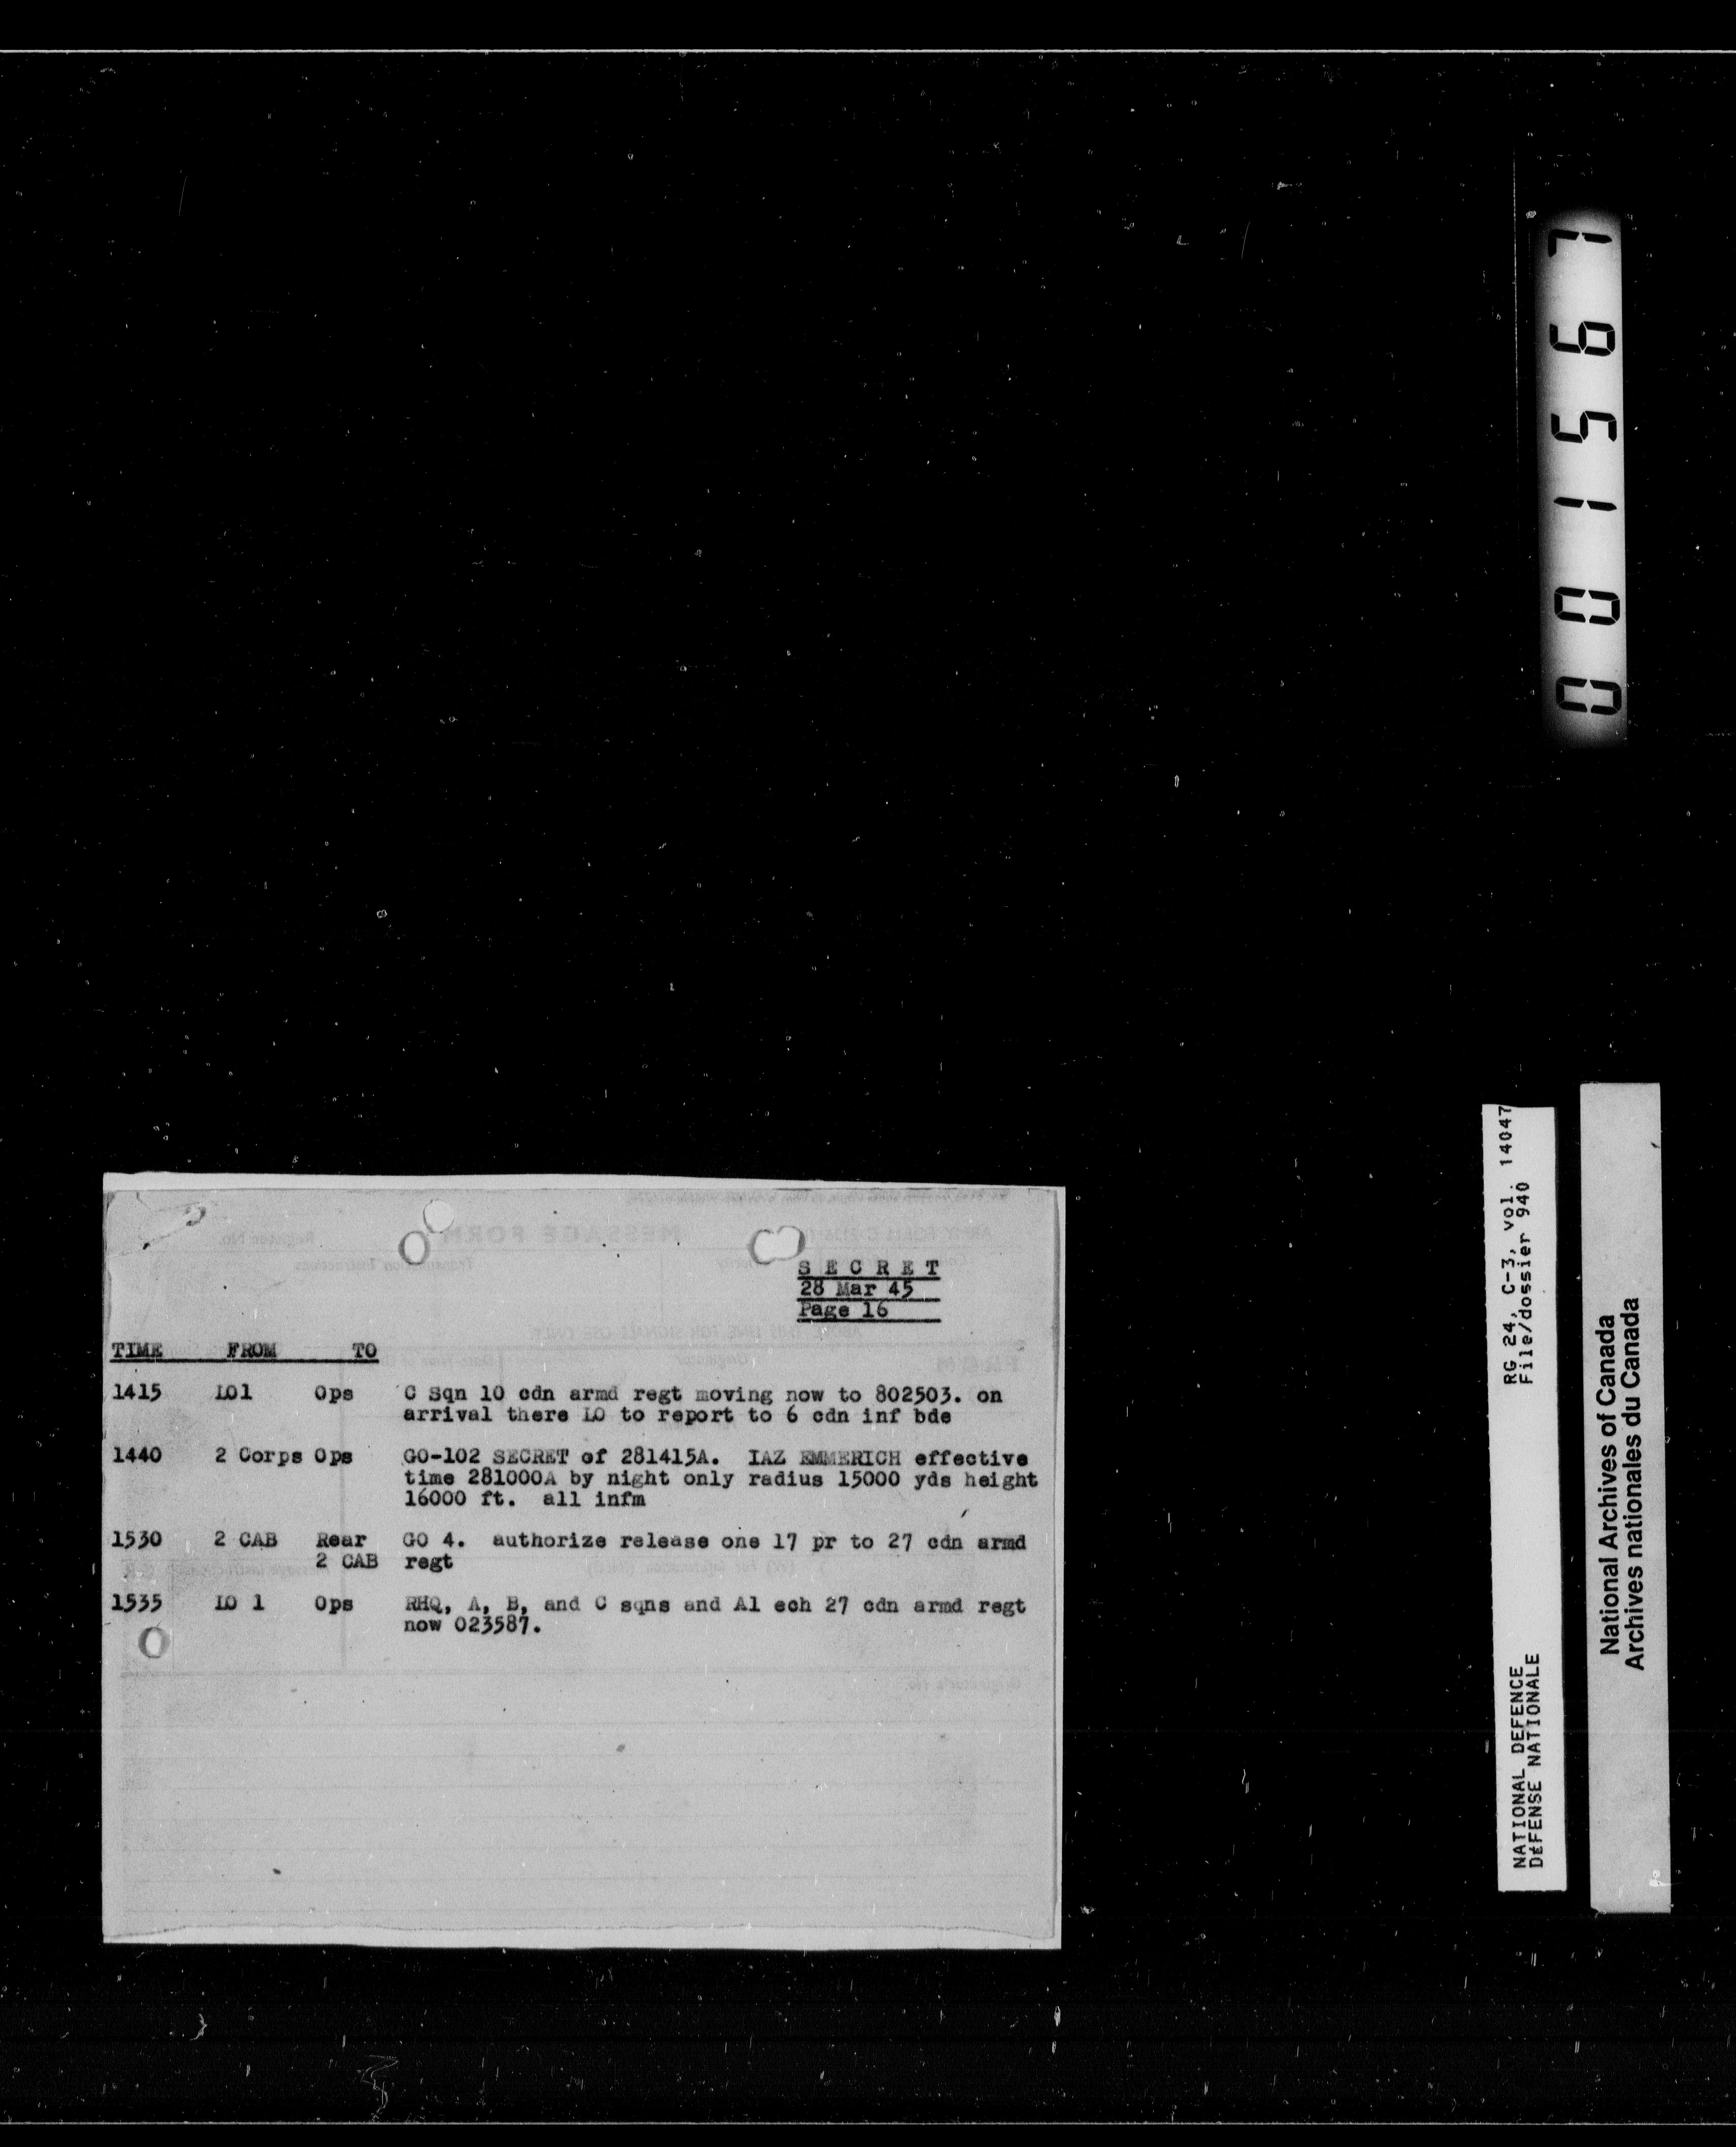 SECRET
28 Mar 45
Page 16
TIME FROM TO
1415 LO1 Ops C Sqn 10 cdn armd regt moving now to 802503. on
arrival there LO to report to 6 cdn inf bde
1440 2 Corps Ops GO-102 SECRET of 281415A. IAZ EMMERICH effective
time 281000A by night only radius 15000 yds height
16000 ft. all infm
1530 2 CAB Rear GO 4. authorize release one 17 pr to 27 cdn armd
2 CAB regt
1535 LO 1 Ops RHQ, A, B, and C sqns and A1 ech 27 cdn armd regt
now 023587.
MESSAGE FORM
Register No.
001567
RG 24, C-3, vol. 14047
File/dossier 940
NATIONAL DEFENCE
DÉFENSE NATIONALE
National Archives of Canada
Archives nationales du Canada